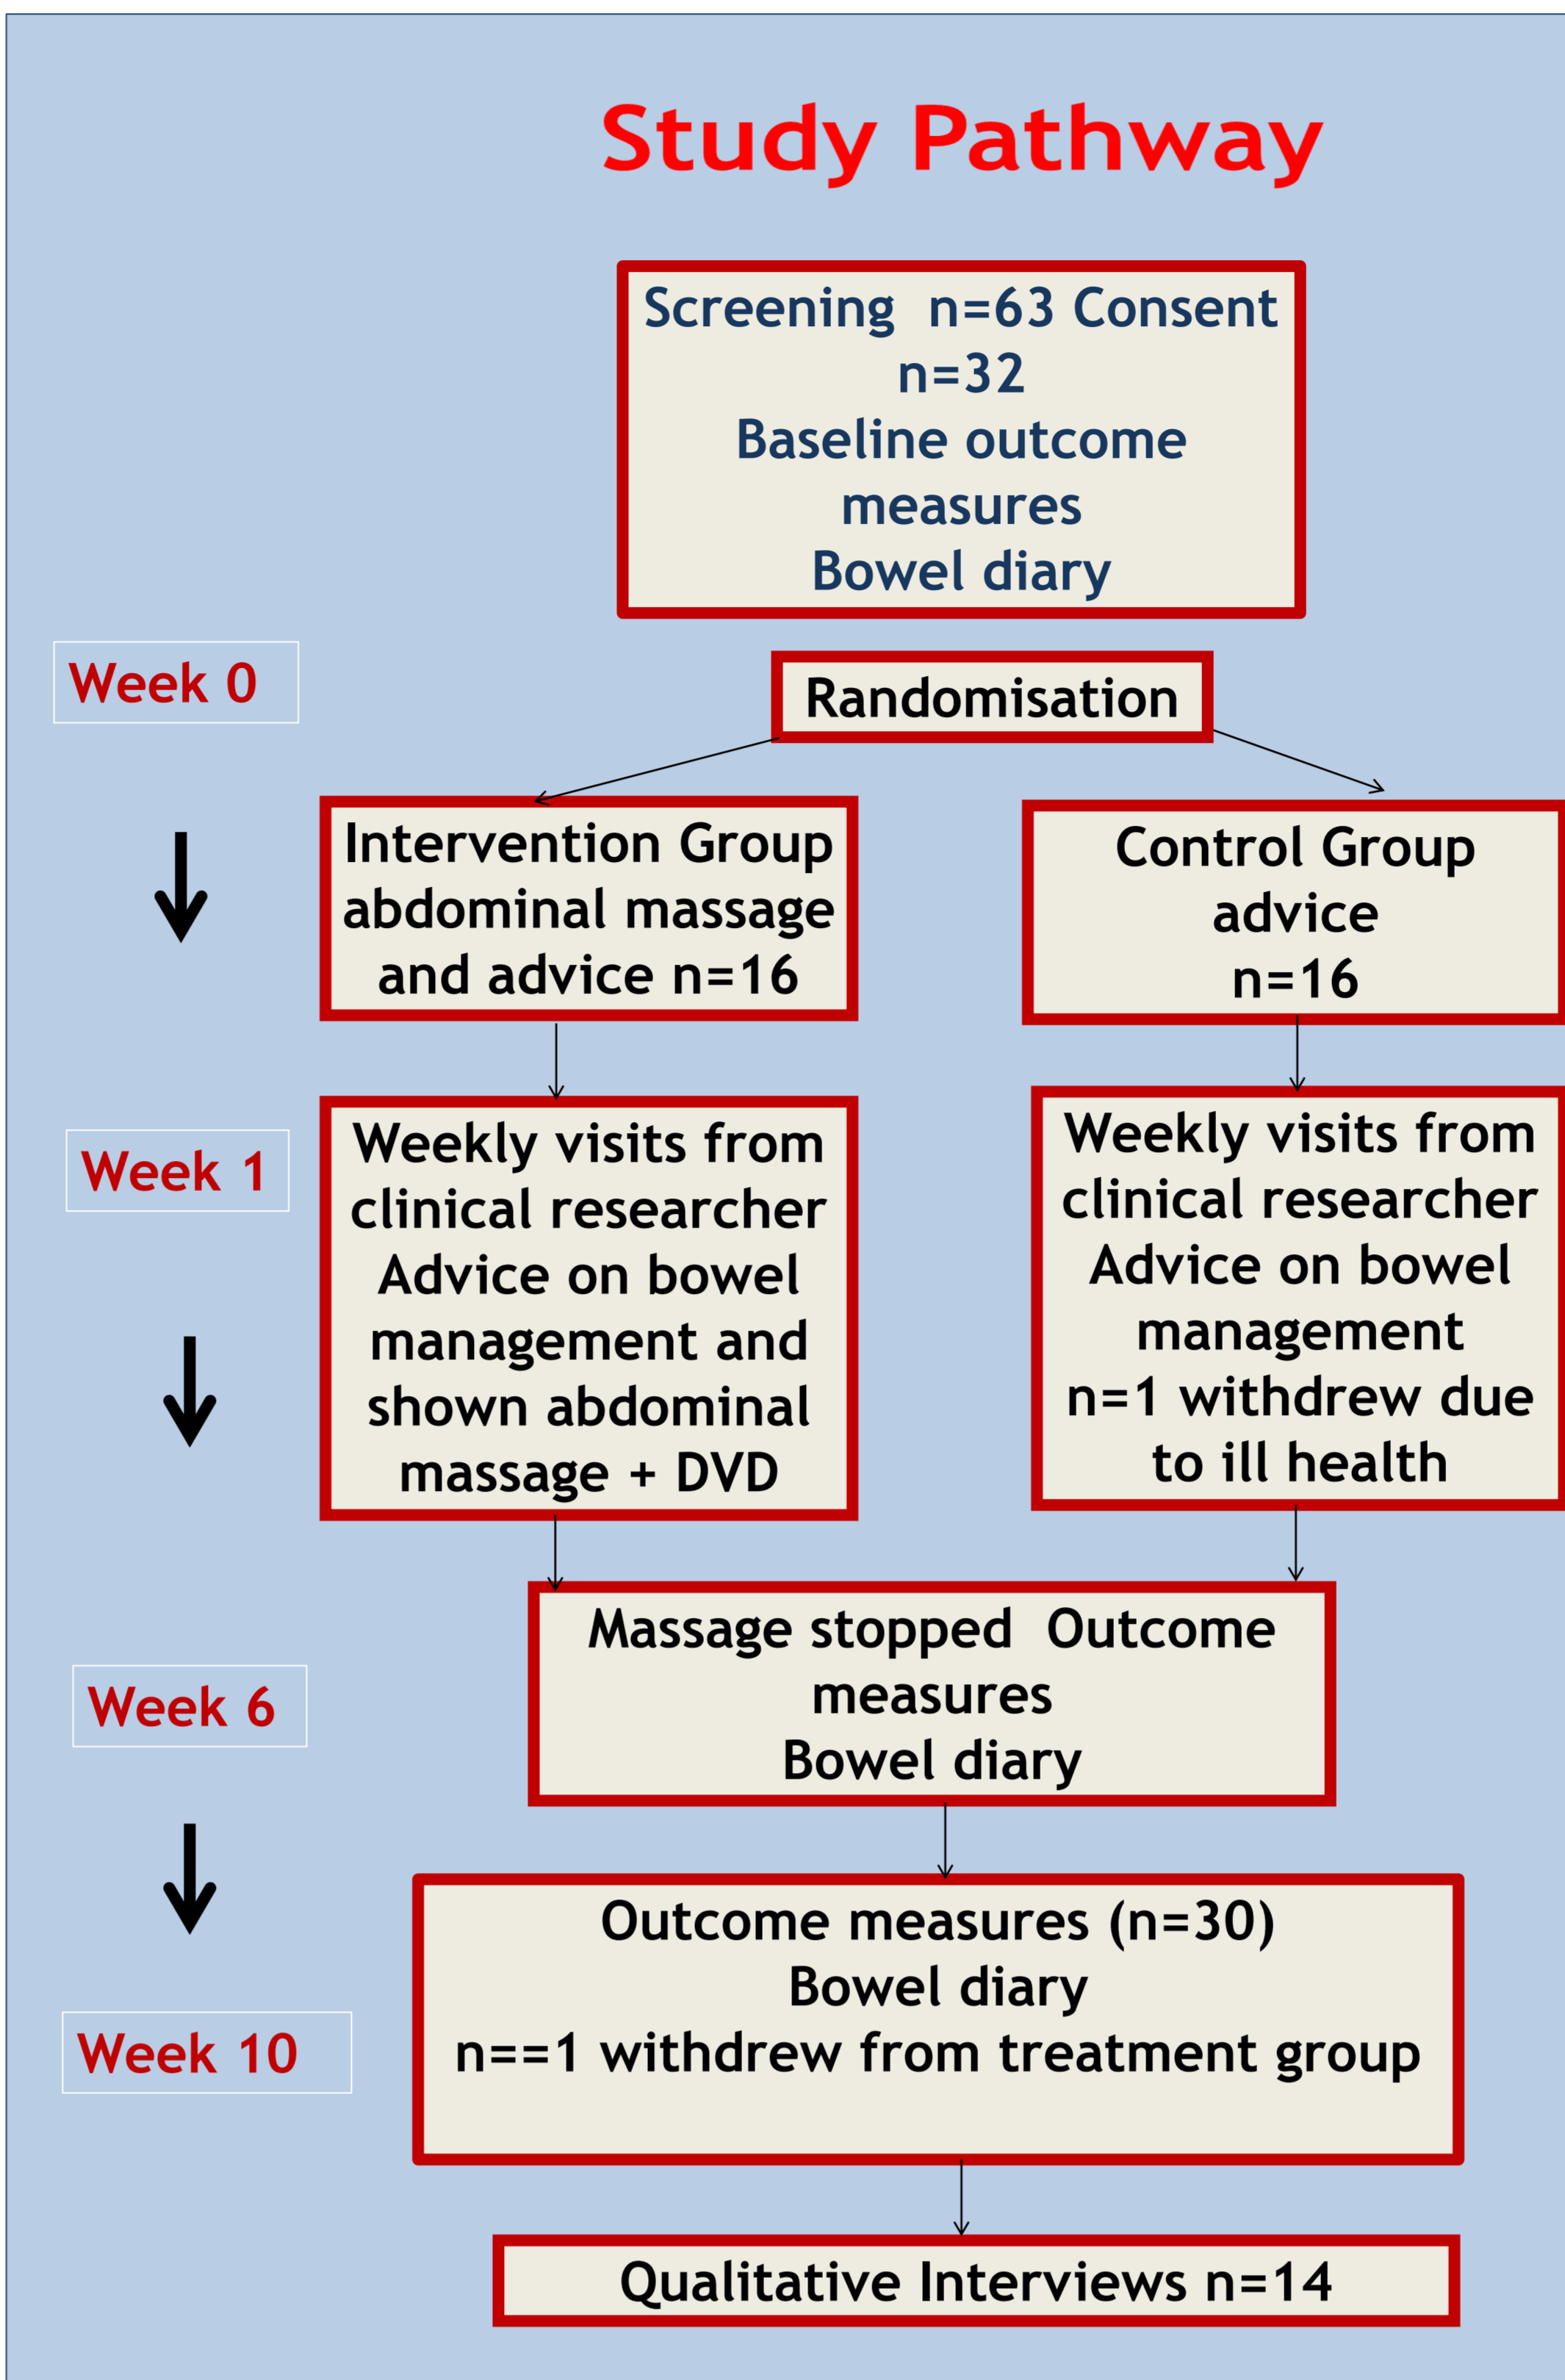 Study Pathway
Screening  n=63 Consent
n=32
Baseline outcome
measures
Bowel diary
Week 0
Randomisation
Intervention Group
abdominal massage
and advice n=16
Control Group
advice
n=16
Week 1
Weekly visits from
clinical researcher
Advice on bowel
management and
shown abdominal
massage + DVD
Weekly visits from
clinical researcher
Advice on bowel
management
n=1 withdrew due
to ill health
Week 6
Massage stopped  Outcome
measures
Bowel diary
Week 10
Outcome measures (n=30)
Bowel diary
n==1 withdrew from treatment group
Qualitative Interviews n=14